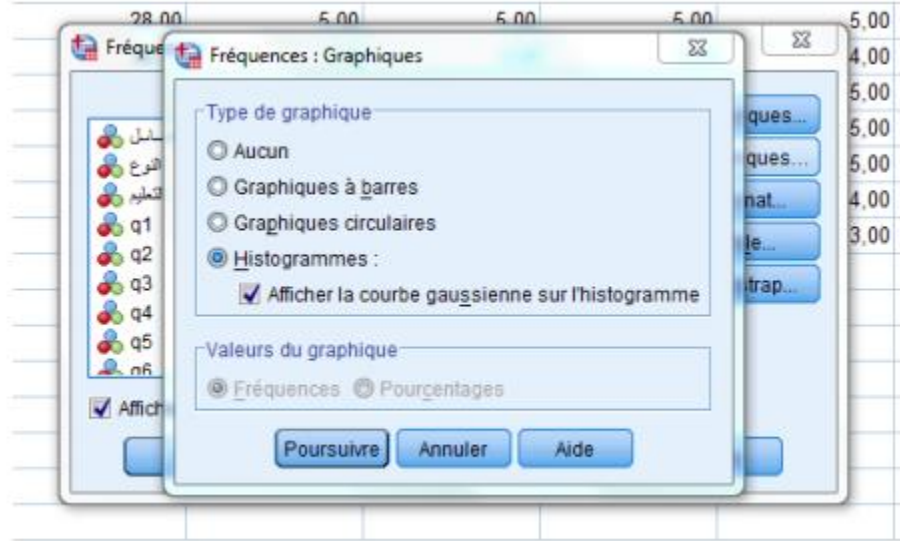 28,00 5,00 5,00 5,00 5,00
Fréque
Fréquences : Graphiques
4,00
5,00
5,00
5,00
4,00
3,00
Type de graphique
Aucun
Graphiques à barres
Graphiques circulaires
Histogrammes :
Afficher la courbe gaussienne sur l'histogramme
Valeurs du graphique
Fréquences Pourcentages
Poursuivre Annuler Aide
النوع
التعليم
q1
q2
q3
q4
q5
q6
Affich
ques...
ques...
mat...
le...
trap...